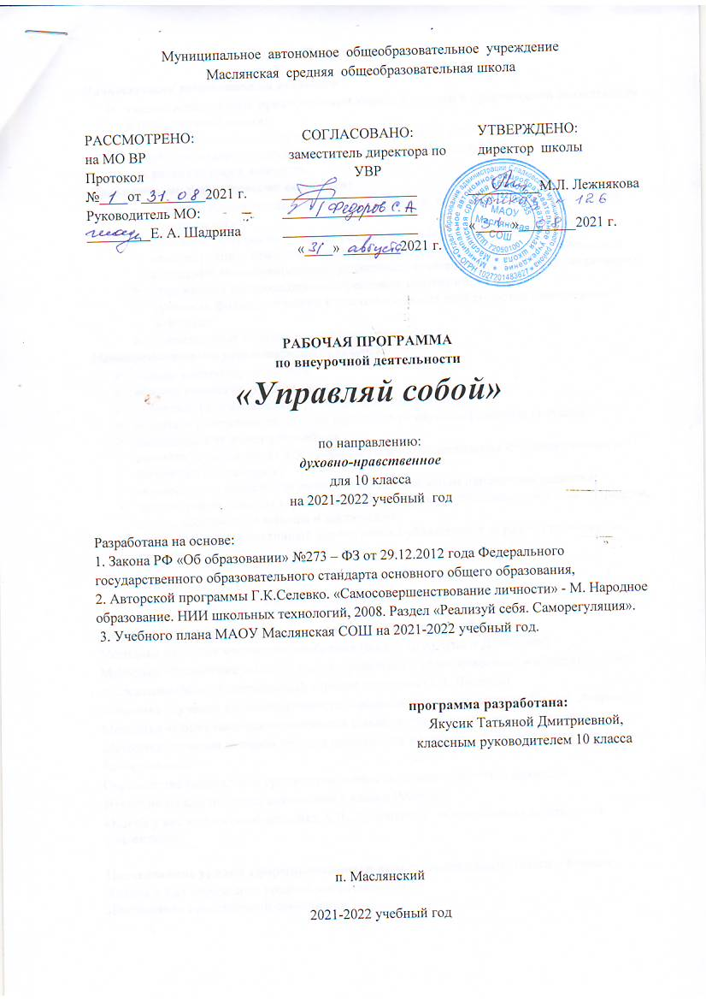 Муниципальное автономное общеобразовательное учреждение
Маслянская средняя общеобразовательная школа
РАССМОТРЕНО:
на МО ВР
Протокол
№ 1 от 31. 08 2021 г.
Руководитель МО:
Е. А. Шадрина
СОГЛАСОВАНО:
заместитель директора по
УВР
Федоров С. А.
« 31 » августа 2021 г.
УТВЕРЖДЕНО:
директор школы
М.Л. Лежнякова
126
« 31 » 08 2021 г.
МАОУ
Маслянская
СОШ
РАБОЧАЯ ПРОГРАММА
по внеурочной деятельности
«Управляй собой»
по направлению:
духовно-нравственное
для 10 класса
на 2021-2022 учебный год
Разработана на основе:
1. Закона РФ «Об образовании» №273 – ФЗ от 29.12.2012 года Федерального
государственного образовательного стандарта основного общего образования,
2. Авторской программы Г.К.Селевко. «Самосовершенствование личности» - М. Народное
образование. НИИ школьных технологий, 2008. Раздел «Реализуй себя. Саморегуляция».
3. Учебного плана МАОУ Маслянская СОШ на 2021-2022 учебный год.
программа разработана:
Якусик Татьяной Дмитриевной,
классным руководителем 10 класса
п. Маслянский
2021-2022 учебный год